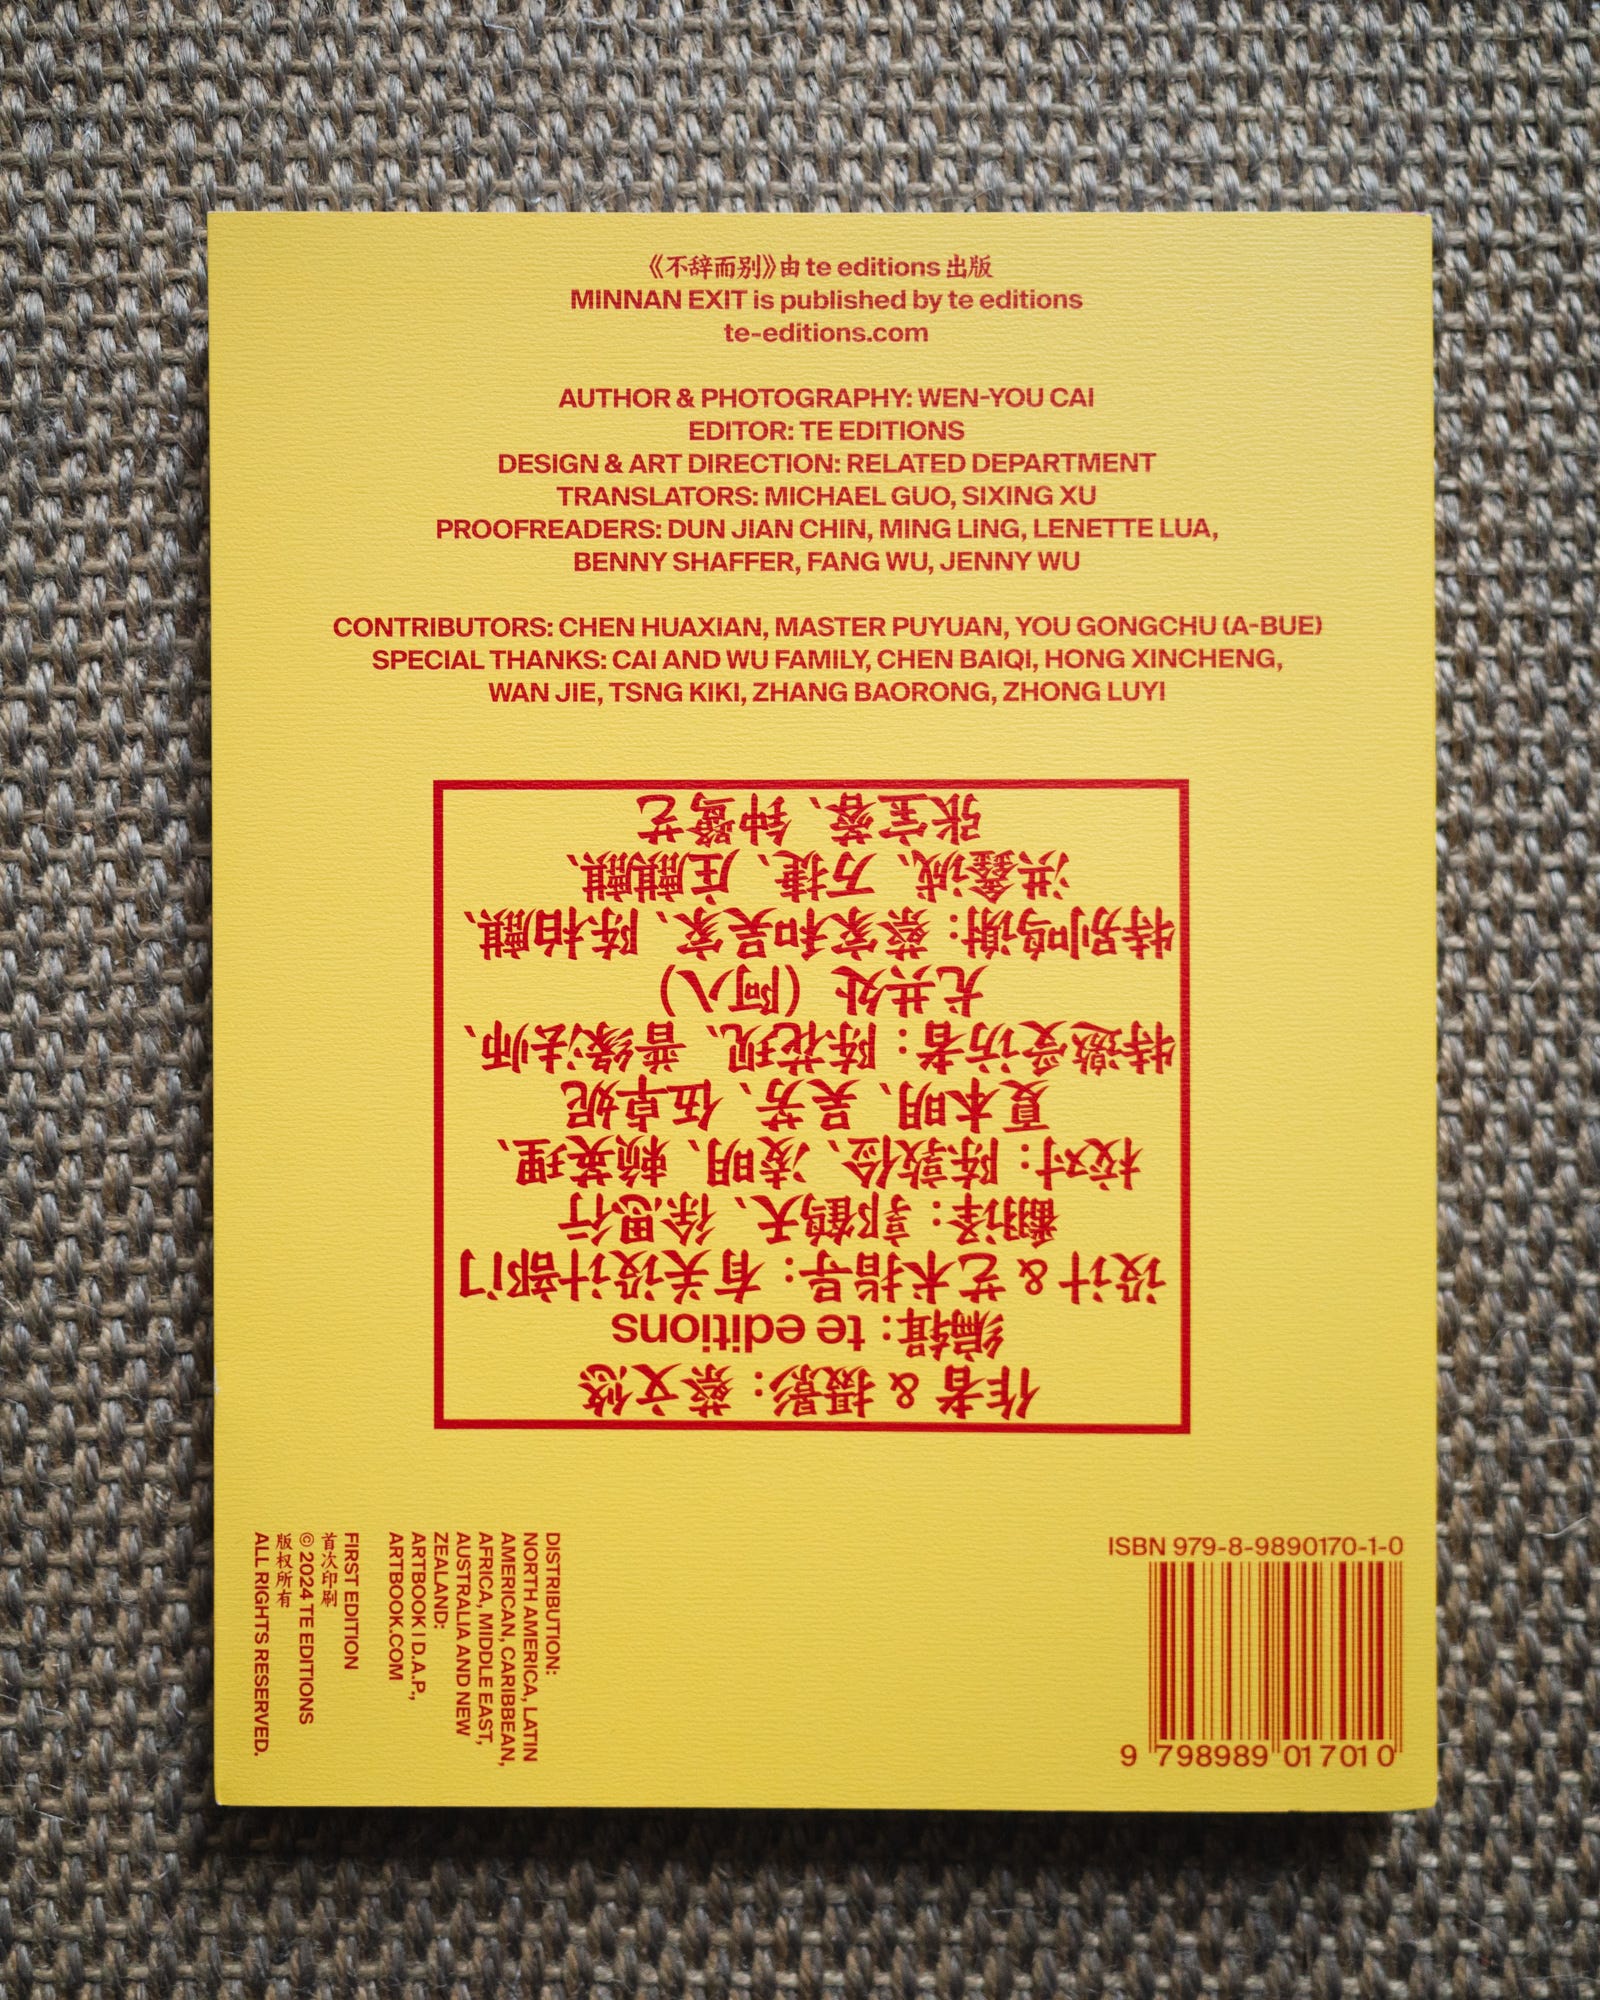 《不辞而别》由 te editions 出版
MINNAN EXIT is published by te editions
te-editions.com
AUTHOR & PHOTOGRAPHY: WEN-YOU CAI
EDITOR: TE EDITIONS
DESIGN & ART DIRECTION: RELATED DEPARTMENT
TRANSLATORS: MICHAEL GUO, SIXING XU
PROOFREADERS: DUN JIAN CHIN, MING LING, LENETTE LUA,
BENNY SHAFFER, FANG WU, JENNY WU
CONTRIBUTORS: CHEN HUAXIAN, MASTER PUYUAN, YOU GONGCHU (A-BUE)
SPECIAL THANKS: CAI AND WU FAMILY, CHEN BAIQI, HONG XINCHENG,
WAN JIE, TSNG KIKI, ZHANG BAORONG, ZHONG LUYI
作者 & 摄影：蔡文悠
编辑：te editions
设计 & 艺术指导：有关设计部门
翻译：郭鹤天、徐思行
校对：陈敦俭、凌明、赖英理、
夏本明、吴芳、伍卓妮
特邀受访者：陈花现、普缘法师、
尤共处（阿八）
特别鸣谢：蔡家和吴家、陈柏麒、
洪鑫诚、万捷、庄麒麒、
张宝蓉、钟鹭艺
DISTRIBUTION:
NORTH AMERICA, LATIN
AMERICAN, CARIBBEAN,
AFRICA, MIDDLE EAST,
AUSTRALIA AND NEW
ZEALAND:
ARTBOOK | D.A.P.,
ARTBOOK.COM
FIRST EDITION
首次印刷
© 2024 TE EDITIONS
版权所有
ALL RIGHTS RESERVED.
ISBN 979-8-9890170-1-0
9 798989 017010